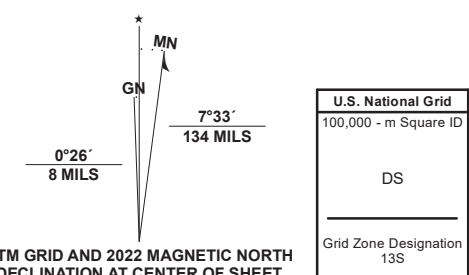 ★
MN
GN
7°33´
134 MILS
0°26´
8 MILS
TM GRID AND 2022 MAGNETIC NORTH
DECLINATION AT CENTER OF SHEET
U.S. National Grid
100,000 - m Square ID
DS
Grid Zone Designation
13S